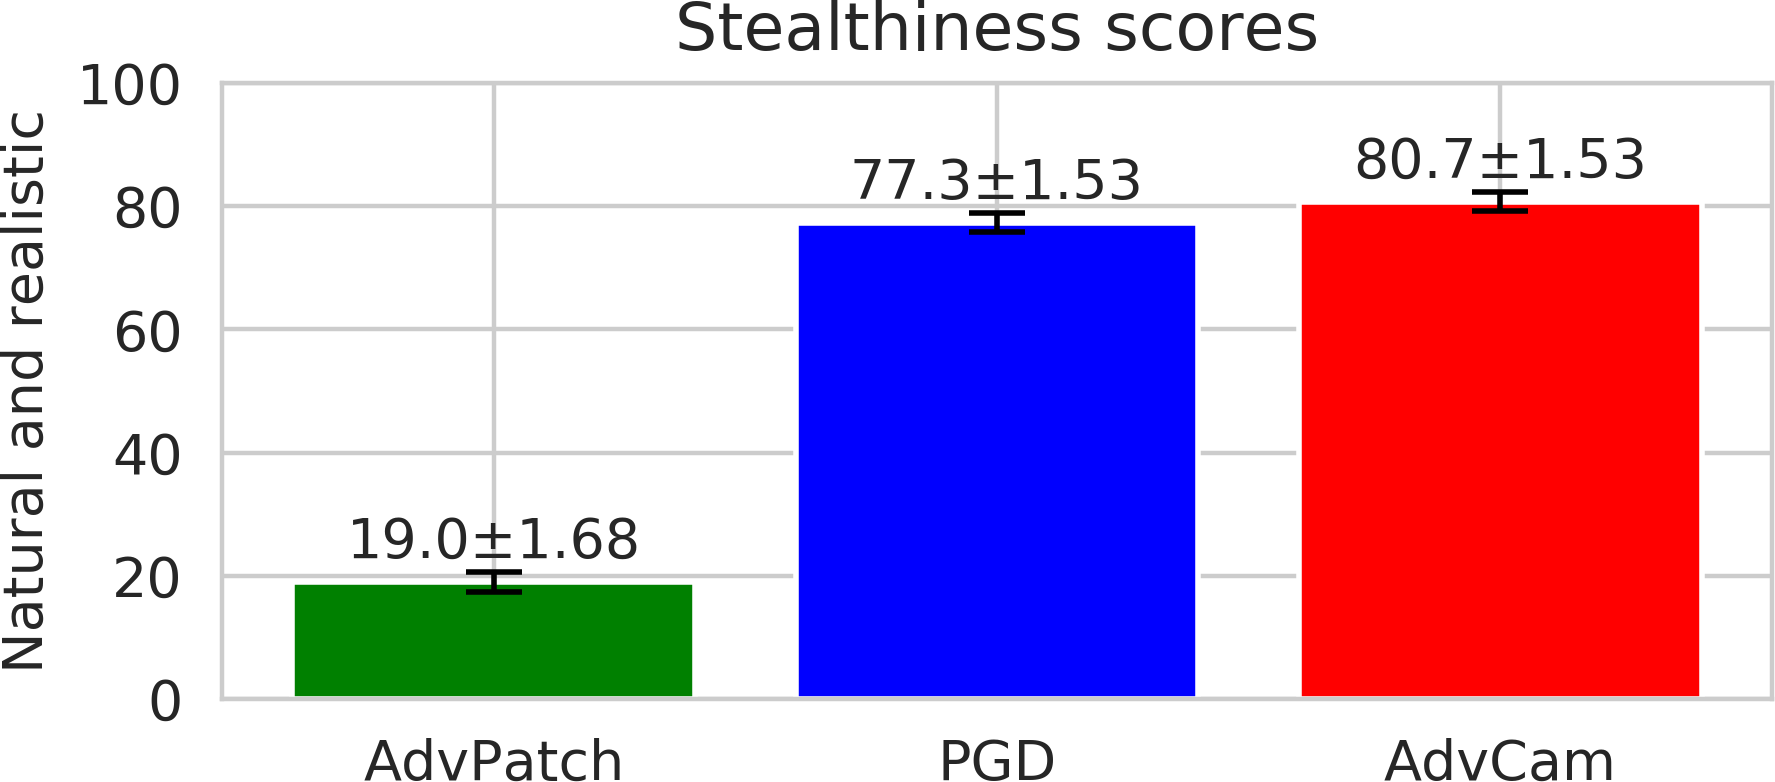 Stealthiness scores
Natural and realistic
100
80
60
40
20
0
19.0±1.68
77.3±1.53
80.7±1.53
AdvPatch
PGD
AdvCam